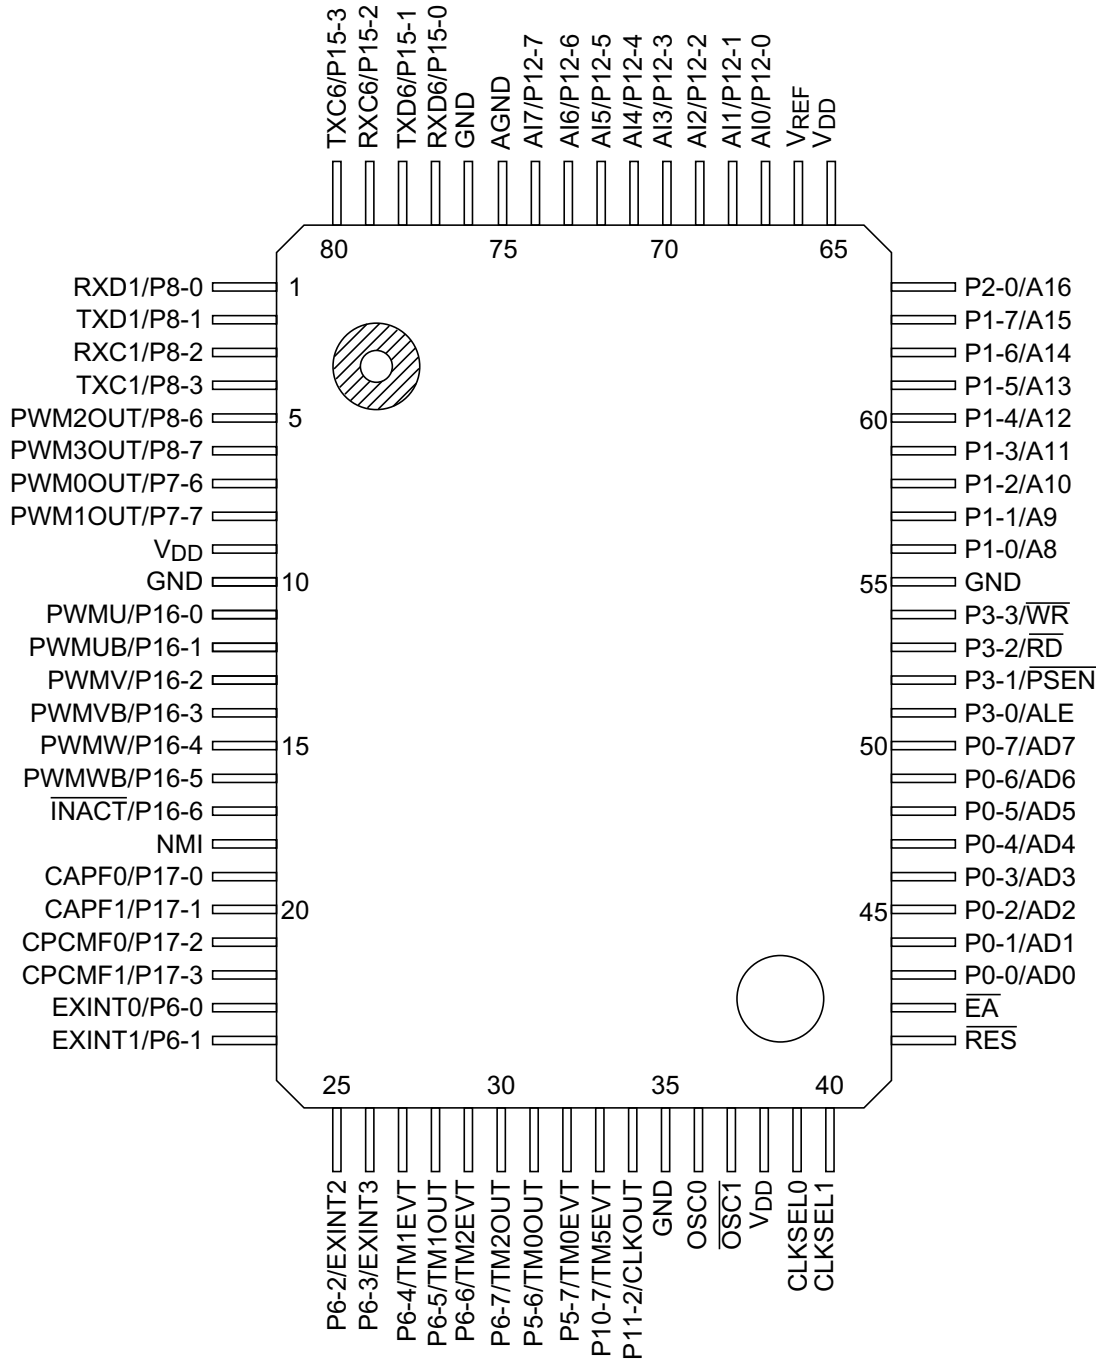 TXC6/P15-3
RXC6/P15-2
TXD6/P15-1
RXD6/P15-0
GND
AGND
AI7/P12-7
AI6/P12-6
AI5/P12-5
AI4/P12-4
AI3/P12-3
AI2/P12-2
AI1/P12-1
AI0/P12-0
VREF
VDD
80
75
70
65
RXD1/P8-0
TXD1/P8-1
RXC1/P8-2
TXC1/P8-3
PWM2OUT/P8-6
PWM3OUT/P8-7
PWM0OUT/P7-6
PWM1OUT/P7-7
VDD
GND
PWMU/P16-0
PWMUB/P16-1
PWMV/P16-2
PWMVB/P16-3
PWMW/P16-4
PWMWB/P16-5
INACT/P16-6
NMI
CAPF0/P17-0
CAPF1/P17-1
CPCMF0/P17-2
CPCMF1/P17-3
EXINT0/P6-0
EXINT1/P6-1
1
5
10
15
20
60
55
50
45
P2-0/A16
P1-7/A15
P1-6/A14
P1-5/A13
P1-4/A12
P1-3/A11
P1-2/A10
P1-1/A9
P1-0/A8
GND
P3-3/WR
P3-2/RD
P3-1/PSEN
P3-0/ALE
P0-7/AD7
P0-6/AD6
P0-5/AD5
P0-4/AD4
P0-3/AD3
P0-2/AD2
P0-1/AD1
P0-0/AD0
EA
RES
25
30
35
40
P6-2/EXINT2
P6-3/EXINT3
P6-4/TM1EVT
P6-5/TM1OUT
P6-6/TM2EVT
P6-7/TM2OUT
P5-6/TM0OUT
P5-7/TM0EVT
P10-7/TM5EVT
P11-2/CLKOUT
GND
OSC0
OSC1
VDD
CLKSEL0
CLKSEL1